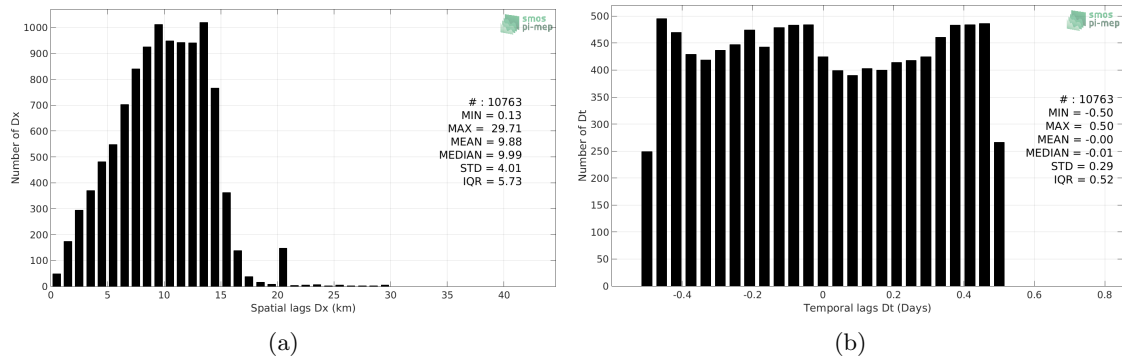 1000
900
800
700
600
500
400
300
200
100
0
Number of Dx
0 5 10 15 20 25 30 35 40
Spatial lags Dx (km)
smos
pi-mep
# : 10763
MIN = 0.13
MAX = 29.71
MEAN = 9.88
MEDIAN = 9.99
STD = 4.01
IQR = 5.73
(a)
500
450
400
350
300
250
200
150
100
50
0
Number of Dt
-0.4 -0.2 0 0.2 0.4 0.6 0.8
Temporal lags Dt (Days)
smos
pi-mep
# : 10763
MIN = -0.50
MAX = 0.50
MEAN = -0.00
MEDIAN = -0.01
STD = 0.29
IQR = 0.52
(b)